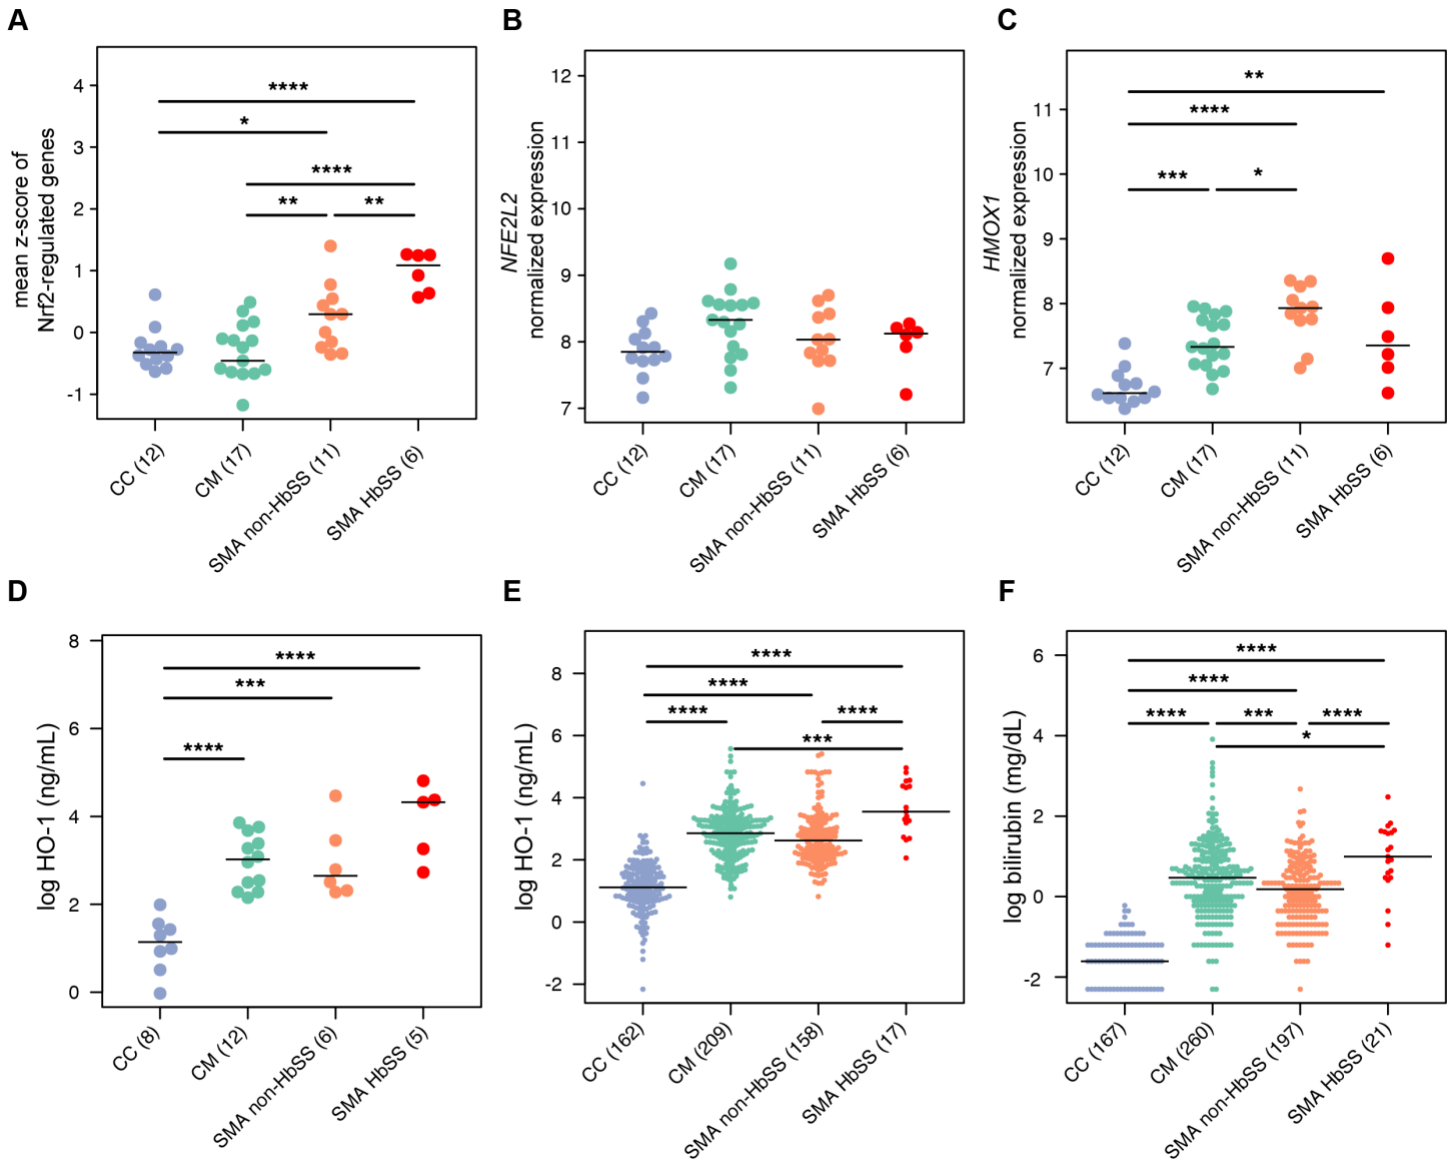 A
mean z-score of
Nrf2-regulated genes
4
3
2
1
0
-1
****
*
****
**
**
CC (12)
CM (17)
SMA non-HbSS (11)
SMA HbSS (6)
B
NFE2L2
normalized expression
12
11
10
9
8
7
CC (12)
CM (17)
SMA non-HbSS (11)
SMA HbSS (6)
C
HMOX1
normalized expression
11
10
9
8
7
**
****
***
*
CC (12)
CM (17)
SMA non-HbSS (11)
SMA HbSS (6)
D
log HO-1 (ng/mL)
8
6
4
2
0
****
***
****
CC (8)
CM (12)
SMA non-HbSS (6)
SMA HbSS (5)
E
log HO-1 (ng/mL)
8
6
4
2
0
-2
****
****
****
****
***
CC (162)
CM (209)
SMA non-HbSS (158)
SMA HbSS (17)
F
log bilirubin (mg/dL)
6
4
2
0
-2
****
****
****
***
****
*
CC (167)
CM (260)
SMA non-HbSS (197)
SMA HbSS (21)